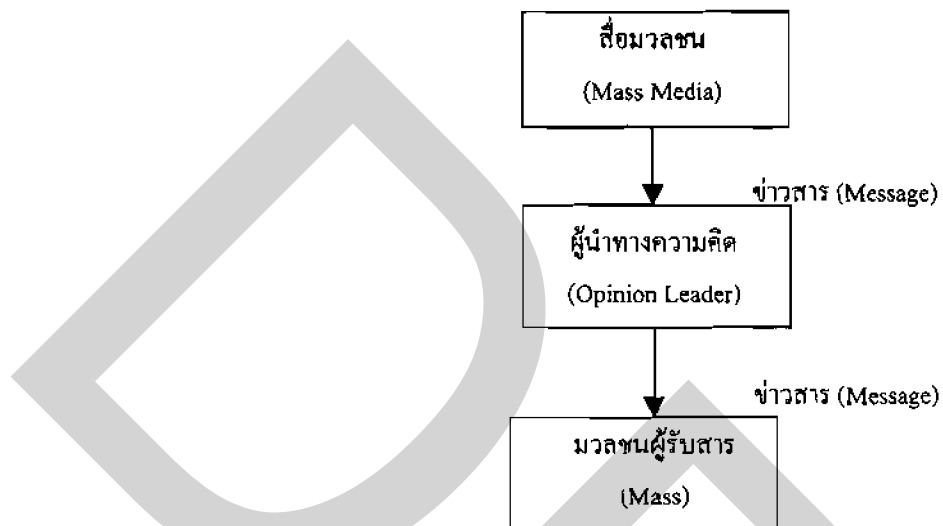 สื่อมวลชน
(Mass Media)
ข่าวสาร (Message)
ผู้นำทางความคิด
(Opinion Leader)
ข่าวสาร (Message)
มวลชนผู้รับสาร
(Mass)